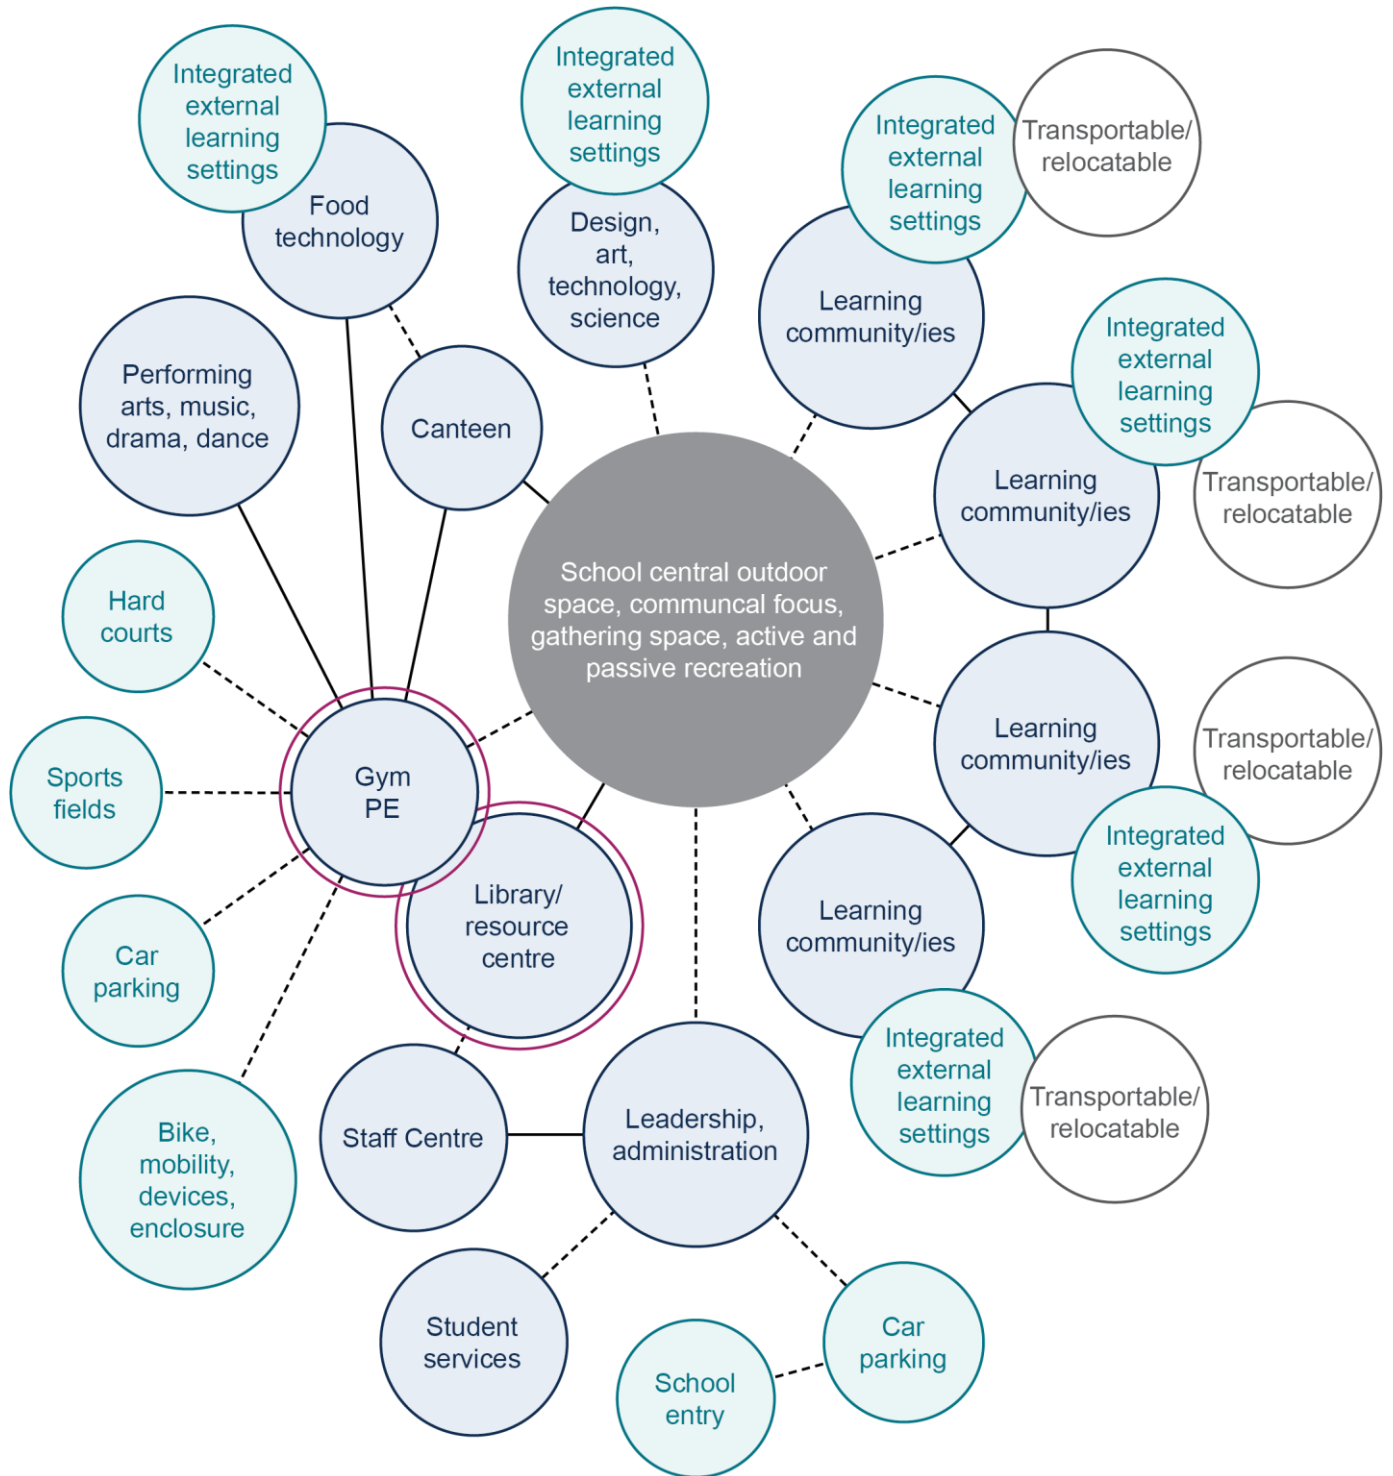 Integrated
external
learning
settings
Integrated
external
learning
settings
Integrated
external
learning
settings
Transportable/
relocatable
Food
technology
Design,
art,
technology,
science
Learning
community/ies
Integrated
external
learning
settings
Performing
arts, music,
drama, dance
Canteen
Learning
community/ies
Transportable/
relocatable
Hard
courts
School central outdoor
space, communcal focus,
gathering space, active and
passive recreation
Sports
fields
Gym
PE
Learning
community/ies
Transportable/
relocatable
Integrated
external
learning
settings
Car
parking
Library/
resource
centre
Learning
community/ies
Integrated
external
learning
settings
Transportable/
relocatable
Bike,
mobility,
devices,
enclosure
Staff Centre
Leadership,
administration
Student
services
School
entry
Car
parking